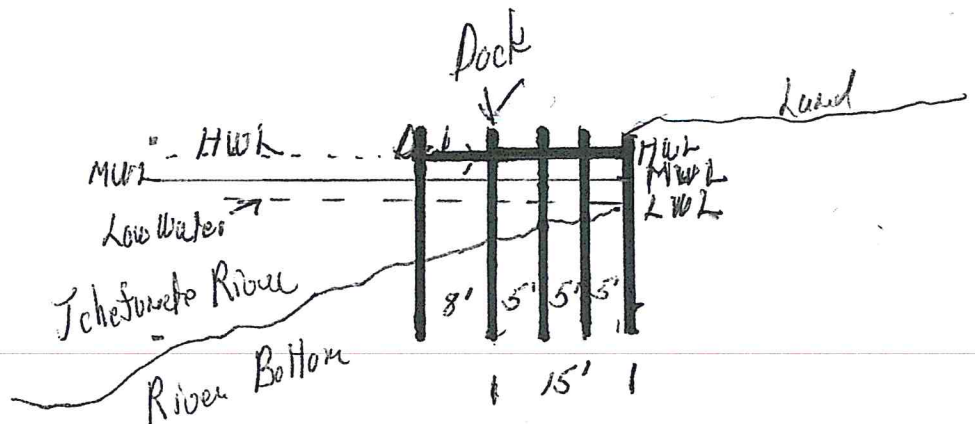 Dock
Land
HWL
MWL
HWL
MWL
LWL
Low Water
Tchefuncte River
8' 5' 5' 5'
River Bottom
15'